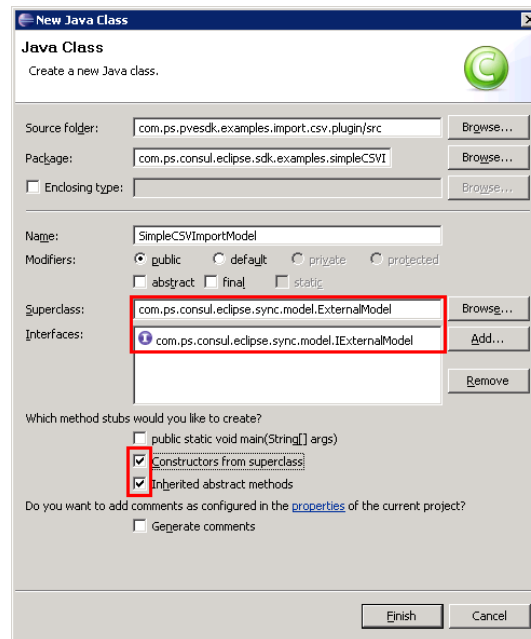 New Java Class
Java Class
Create a new Java class.
Source folder: com.ps.pvesdk.examples.import.csv.plugin/src Browse...
Package: com.ps.consul.eclipse.sdk.examples.simpleCSVI Browse...
Enclosing type: Browse...
Name: SimpleCSVImportModel
Modifiers: public default private protected
abstract final static
Superclass: com.ps.consul.eclipse.sync.model.ExternalModel Browse...
Interfaces: com.ps.consul.eclipse.sync.model.IExternalModel Add...
Remove
Which method stubs would you like to create?
public static void main(String[] args)
Constructors from superclass
Inherited abstract methods
Do you want to add comments as configured in the properties of the current project?
Generate comments
Finish Cancel